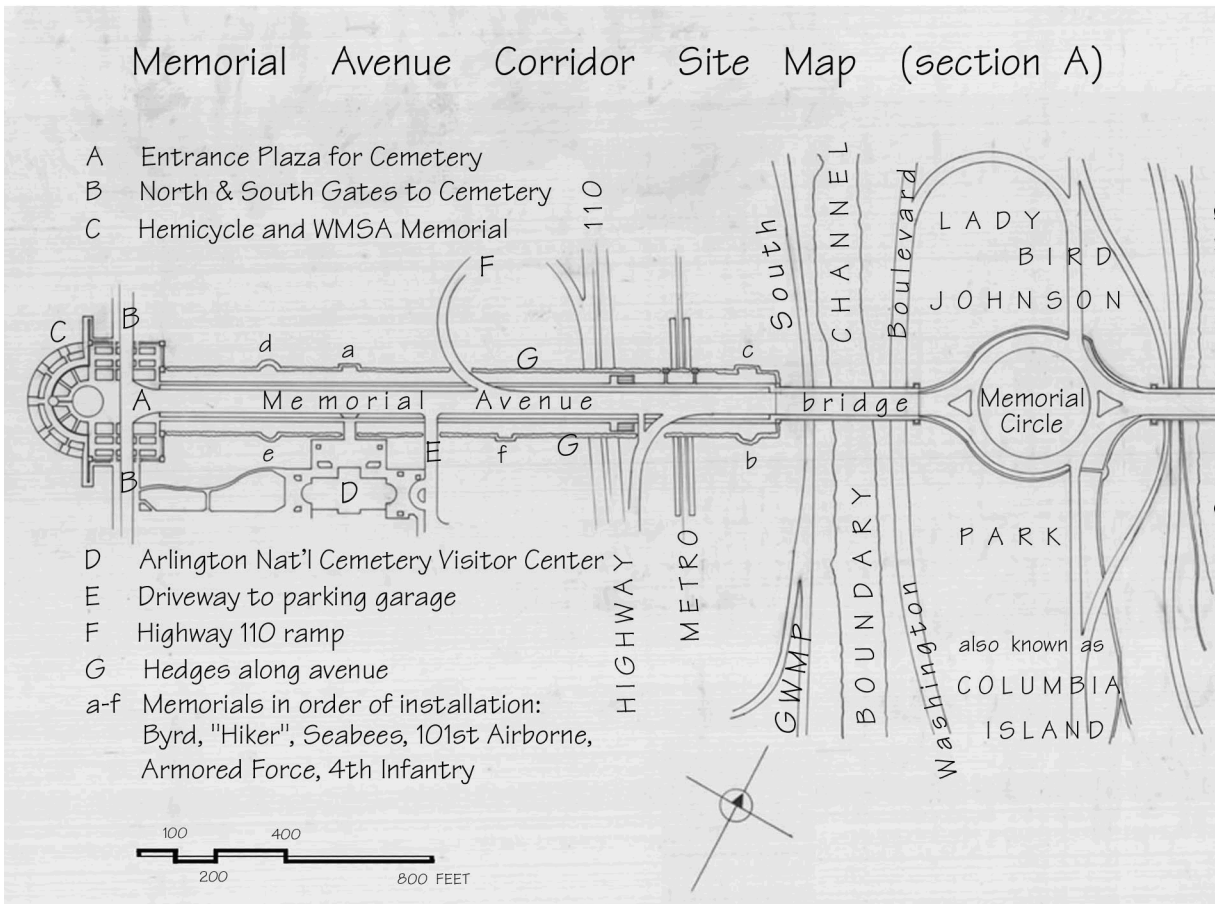 Memorial Avenue Corridor Site Map (section A)
A Entrance Plaza for Cemetery
B North & South Gates to Cemetery
C Hemicycle and WMSA Memorial
110
F
South
CHANNEL
Boulevard
LADY
BIRD
JOHNSON
C
B
d
a
G
c
A
Memorial Avenue
bridge
Memorial
Circle
e
E
f
G
b
B
D
PARK
D Arlington Nat'l Cemetery Visitor Center
E Driveway to parking garage
F Highway 110 ramp
G Hedges along avenue
a-f Memorials in order of installation:
Byrd, "Hiker", Seabees, 101st Airborne,
Armored Force, 4th Infantry
HIGHWAY
METRO
GWMP
BOUNDARY
Washington
also known as
COLUMBIA
ISLAND
100
400
200
800 FEET